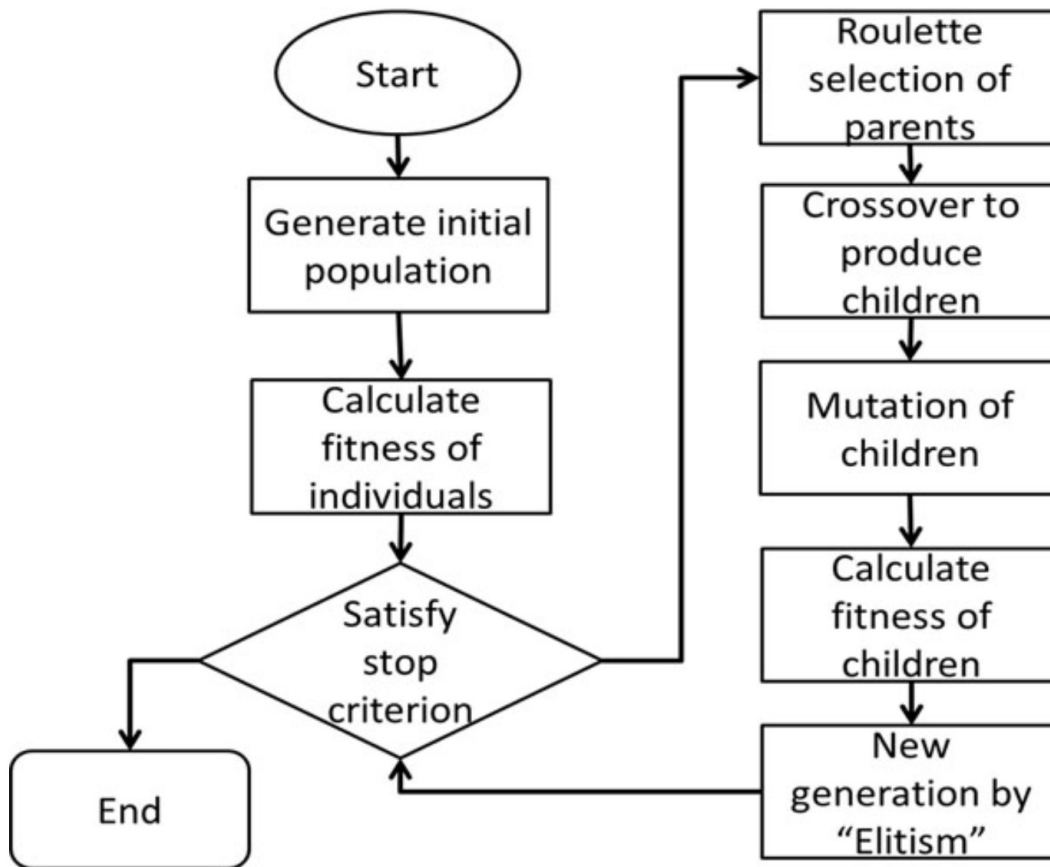 Start
Generate initial
population
Calculate
fitness of
individuals
Satisfy
stop
criterion
End
Roulette
selection of
parents
Crossover to
produce
children
Mutation of
children
Calculate
fitness of
children
New
generation by
“Elitism”